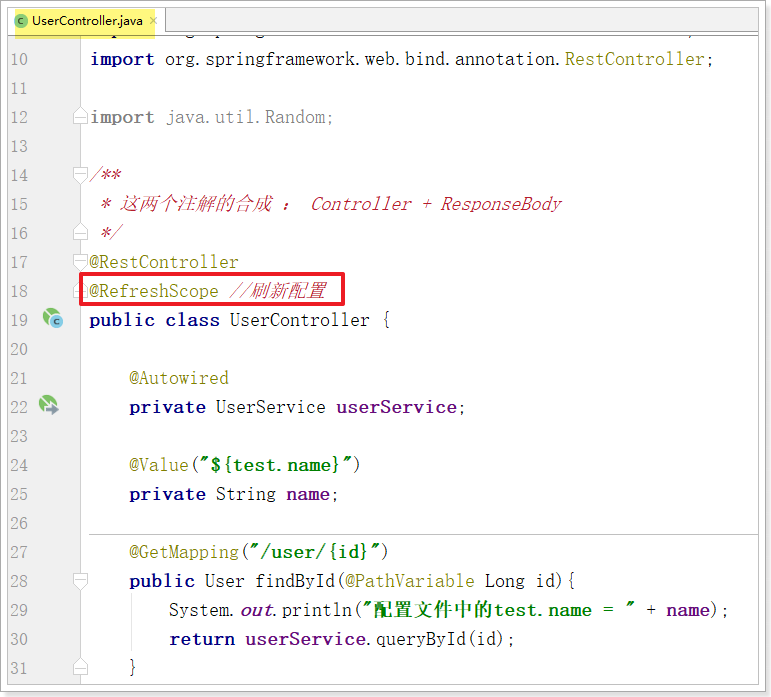 UserController.java
10 import org.springframework.web.bind.annotation.RestController;
11
12 import java.util.Random;
13
14 /**
15 * 这两个注解的合成 : Controller + ResponseBody
16 */
17 @RestController
18 @RefreshScope //刷新配置
19 public class UserController {
20
21 @Autowired
22 private UserService userService;
23
24 @Value("${test.name}")
25 private String name;
26
27 @GetMapping("/user/{id}")
28 public User findById(@PathVariable Long id){
29 System.out.println("配置文件中的test.name = " + name);
30 return userService.queryById(id);
31 }